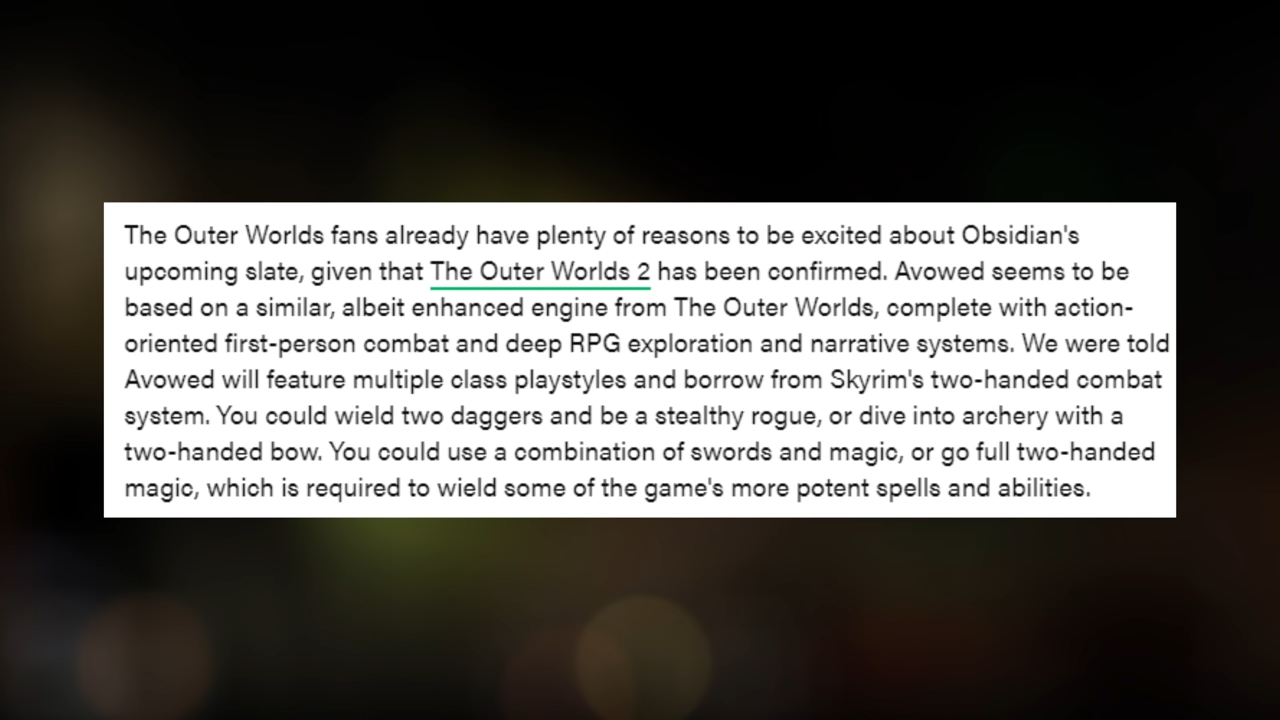 The Outer Worlds fans already have plenty of reasons to be excited about Obsidian's
upcoming slate, given that The Outer Worlds 2 has been confirmed. Avowed seems to be
based on a similar, albeit enhanced engine from The Outer Worlds, complete with action-
oriented first-person combat and deep RPG exploration and narrative systems. We were told
Avowed will feature multiple class playstyles and borrow from Skyrim's two-handed combat
system. You could wield two daggers and be a stealthy rogue, or dive into archery with a
two-handed bow. You could use a combination of swords and magic, or go full two-handed
magic, which is required to wield some of the game's more potent spells and abilities.